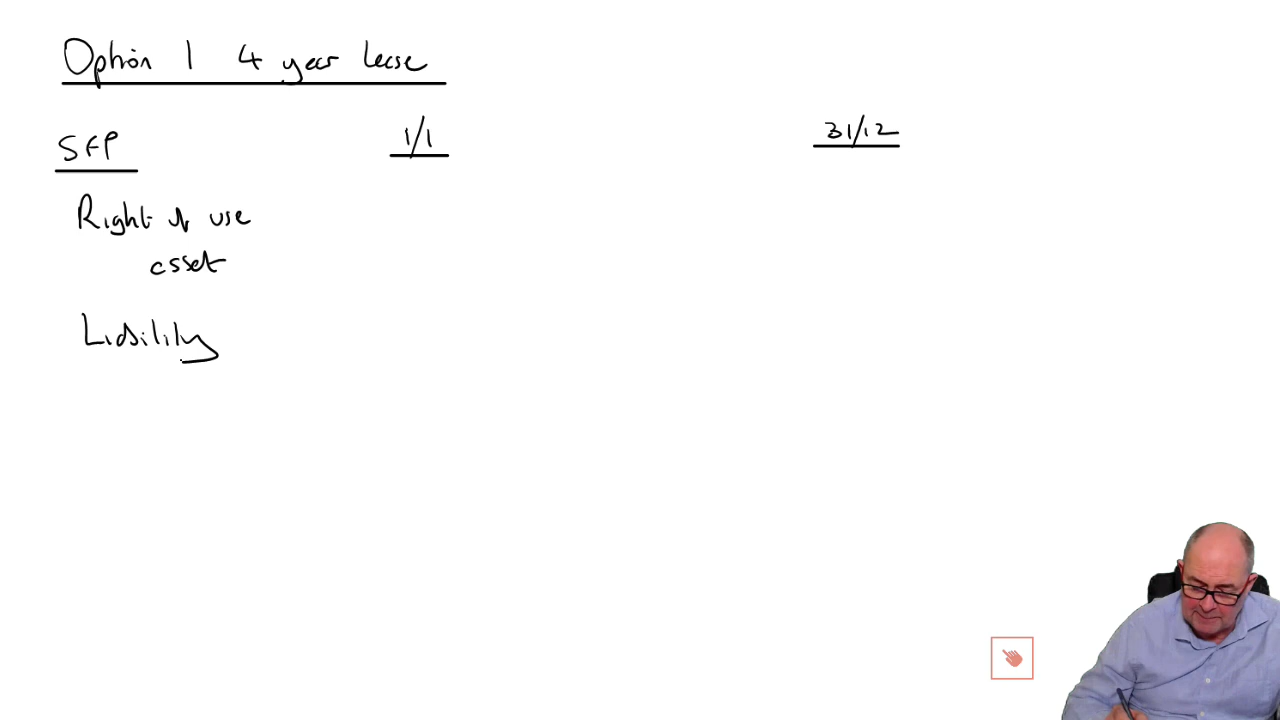 Option 1 4 year lease
SFP 1/1 31/12
Right of use
asset
Liability